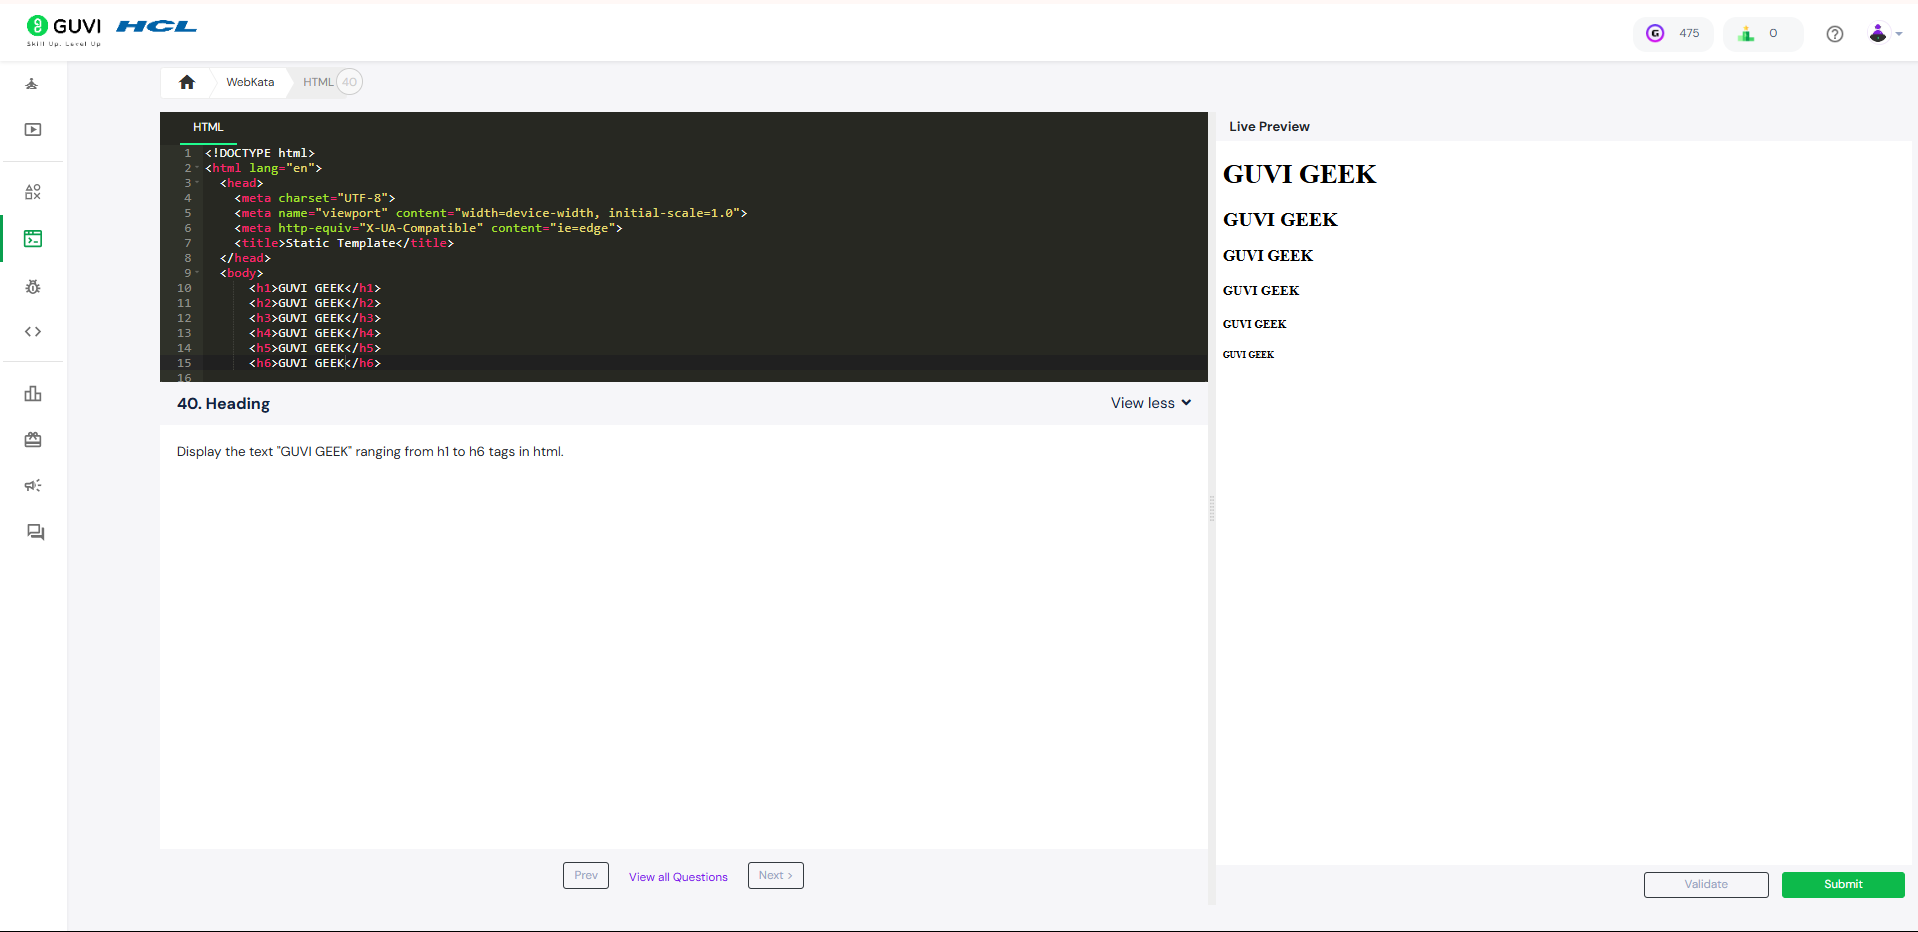 GUVI HCL
Skill Up. Level Up
475
0
WebKata
HTML 40
HTML
1 <!DOCTYPE html>
2 <html lang="en">
3 <head>
4 <meta charset="UTF-8">
5 <meta name="viewport" content="width=device-width, initial-scale=1.0">
6 <meta http-equiv="X-UA-Compatible" content="ie=edge">
7 <title>Static Template</title>
8 </head>
9 <body>
10 <h1>GUVI GEEK</h1>
11 <h2>GUVI GEEK</h2>
12 <h3>GUVI GEEK</h3>
13 <h4>GUVI GEEK</h4>
14 <h5>GUVI GEEK</h5>
15 <h6>GUVI GEEK</h6>
16
40. Heading
View less
Display the text "GUVI GEEK" ranging from h1 to h6 tags in html.
Prev
View all Questions
Next >
Live Preview
GUVI GEEK
GUVI GEEK
GUVI GEEK
GUVI GEEK
GUVI GEEK
GUVI GEEK
Validate
Submit